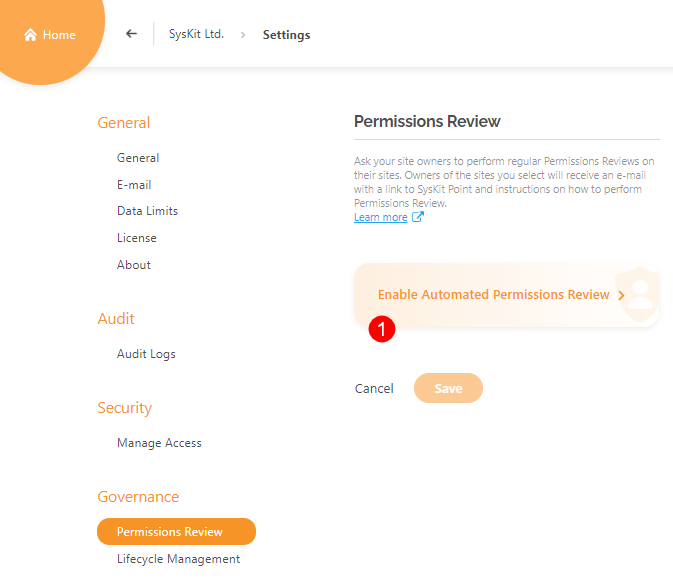 Home
SysKit Ltd. > Settings
General
General
E-mail
Data Limits
License
About
Audit
Audit Logs
Security
Manage Access
Governance
Permissions Review
Lifecycle Management
Permissions Review
Ask your site owners to perform regular Permissions Reviews on
their sites. Owners of the sites you select will receive an e-mail
with a link to SysKit Point and instructions on how to perform
Permissions Review.
Learn more
Enable Automated Permissions Review >
1
Cancel Save